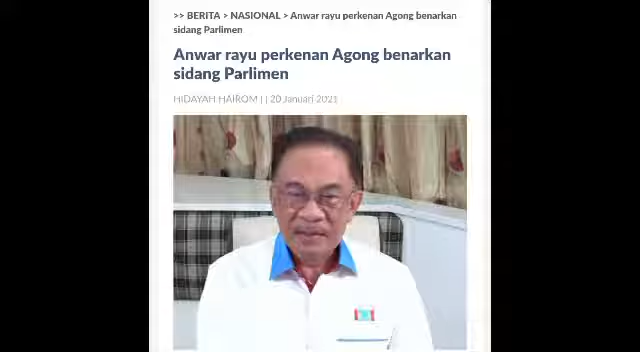 >> BERITA > NASIONAL > Anwar rayu perkenan Agong benarkan
sidang Parlimen
Anwar rayu perkenan Agong benarkan
sidang Parlimen
HIDAYAH HAIROM | | 20 Januari 2021